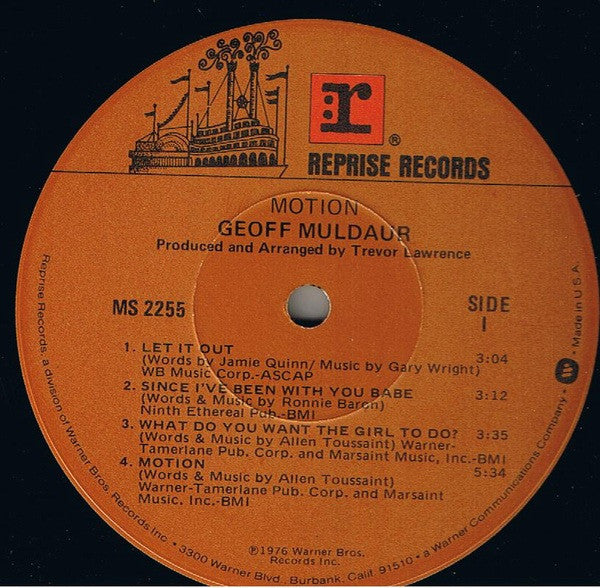 r
®
REPRISE RECORDS
MOTION
GEOFF MULDAUR
Produced and Arranged by Trevor Lawrence
MS 2255
SIDE
1
1. LET IT OUT
(Words by Jamie Quinn/ Music by Gary Wright) 3:04
WB Music Corp.-ASCAP
2. SINCE I'VE BEEN WITH YOU BABE
(Words & Music by Ronnie Baron) 3:12
Ninth Ethereal Pub.-BMI
3. WHAT DO YOU WANT THE GIRL TO DO? 3:35
(Words & Music by Allen Toussaint) Warner-
Tamerlane Pub. Corp. and Marsaint Music, Inc.-BMI
4. MOTION 5:34
(Words & Music by Allen Toussaint)
Warner-Tamerlane Pub. Corp. and Marsaint
Music, Inc.-BMI
℗1976 Warner Bros.
Records Inc.
Reprise Records, a division of Warner Bros. Records Inc. • 3300 Warner Blvd., Burbank, Calif. 91510 • a Warner Communications Company • W • Made in U.S.A.